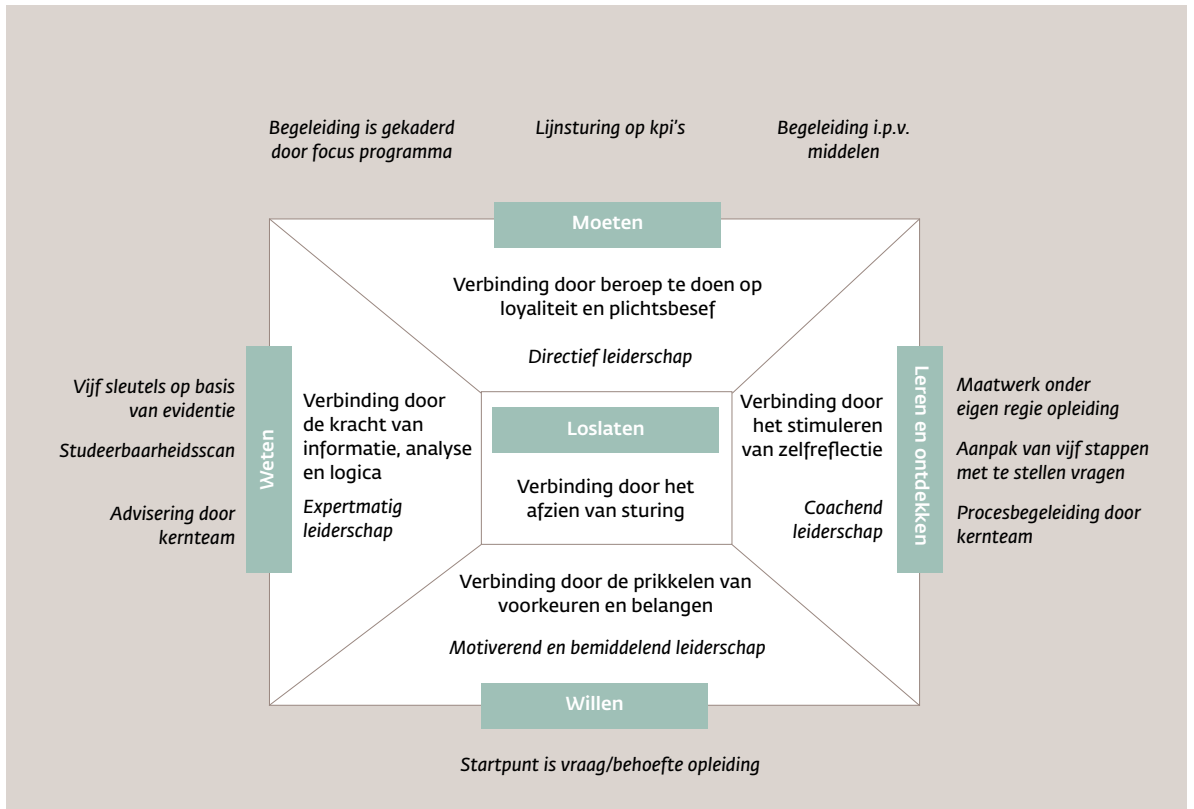 Begeleiding is gekaderd
door focus programma
Lijnsturing op kpi's
Begeleiding i.p.v.
middelen
Moeten
Verbinding door beroep te doen op
loyaliteit en plichtsbesef
Directief leiderschap
Vijf sleutels op basis
van evidentie
Studeerbaarheidsscan
Advisering door
kernteam
Weten
Verbinding door
de kracht van
informatie, analyse
en logica
Expertmatig
leiderschap
Loslaten
Verbinding door het
afzien van sturing
Verbinding door
het stimuleren
van zelfreflectie
Coachend
leiderschap
Leren en ontdekken
Maatwerk onder
eigen regie opleiding
Aanpak van vijf stappen
met te stellen vragen
Procesbegeleiding door
kernteam
Verbinding door de prikkelen van
voorkeuren en belangen
Motiverend en bemiddelend leiderschap
Willen
Startpunt is vraag/behoefte opleiding